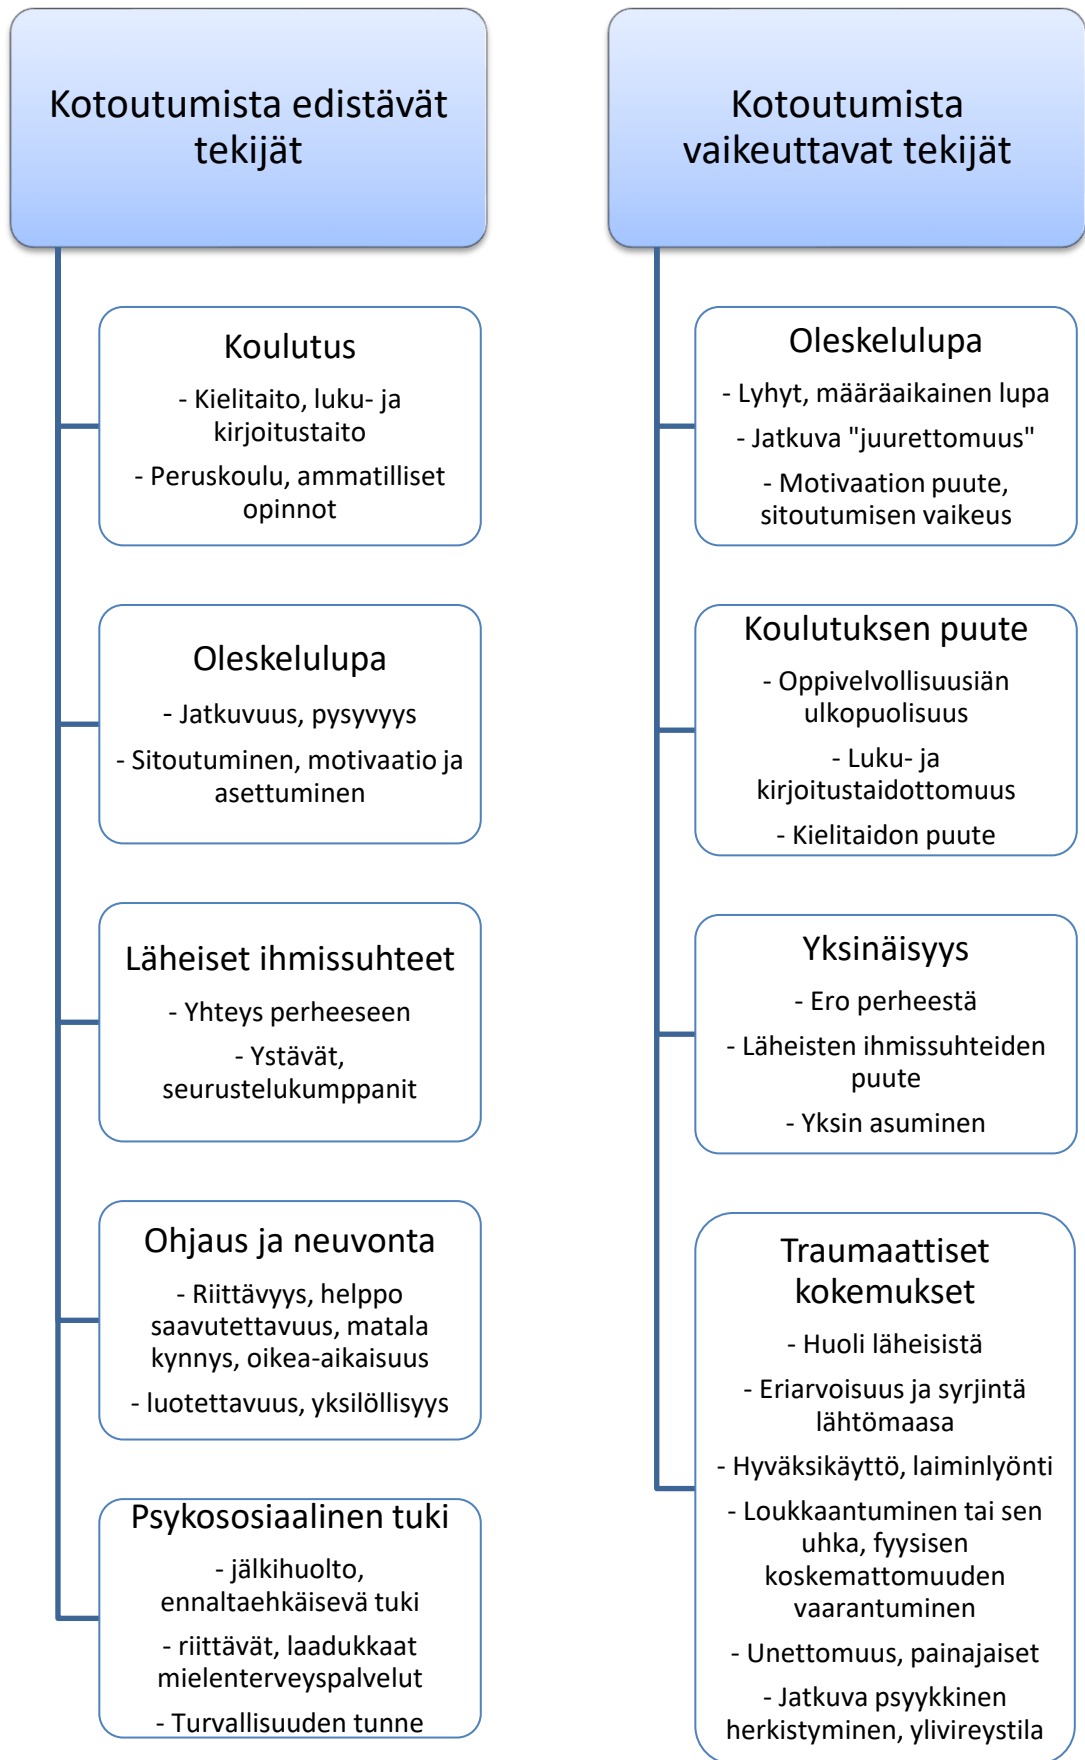 Kotoutumista edistävät
tekijät
Koulutus
- Kielitaito, luku- ja
kirjoitustaito
- Peruskoulu, ammatilliset
opinnot
Oleskelulupa
- Jatkuvuus, pysyvyys
- Sitoutuminen, motivaatio ja
asettuminen
Läheiset ihmissuhteet
- Yhteys perheeseen
- Ystävät,
seurustelukumppanit
Ohjaus ja neuvonta
- Riittävyys, helppo
saavutettavuus, matala
kynnys, oikea-aikaisuus
- luotettavuus, yksilöllisyys
Psykososiaalinen tuki
- jälkihuolto,
ennaltaehkäisevä tuki
- riittävät, laadukkaat
mielenterveyspalvelut
- Turvallisuuden tunne
Kotoutumista
vaikeuttavat tekijät
Oleskelulupa
- Lyhyt, määräaikainen lupa
- Jatkuva "juurettomuus"
- Motivaation puute,
sitoutumisen vaikeus
Koulutuksen puute
- Oppivelvollisuusiän
ulkopuolisuus
- Luku- ja
kirjoitustaidottomuus
- Kielitaidon puute
Yksinäisyys
- Ero perheestä
- Läheisten ihmissuhteiden
puute
- Yksin asuminen
Traumaattiset
kokemukset
- Huoli läheisistä
- Eriarvoisuus ja syrjintä
lähtömaasa
- Hyväksikäyttö, laiminlyönti
- Loukkaantuminen tai sen
uhka, fyysisen
koskemattomuuden
vaarantuminen
- Unettomuus, painajaiset
- Jatkuva psyykkinen
herkistyminen, ylivireystila